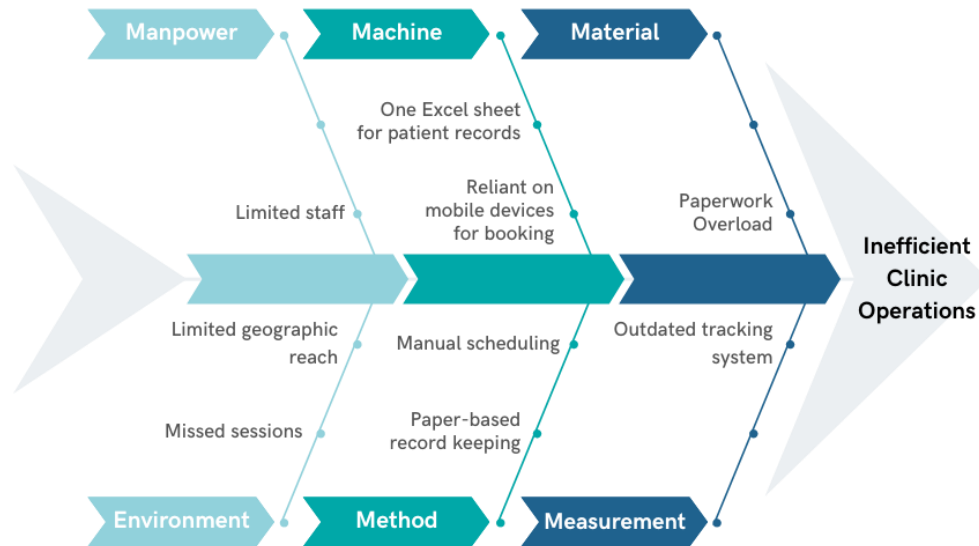 Manpower
Machine
Material
One Excel sheet
for patient records
Limited staff
Reliant on
mobile devices
for booking
Paperwork
Overload
Inefficient
Clinic
Operations
Limited geographic
reach
Manual scheduling
Outdated tracking
system
Missed sessions
Paper-based
record keeping
Environment
Method
Measurement